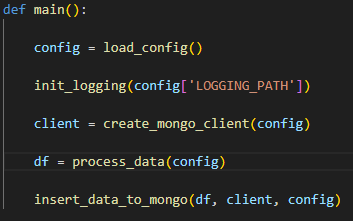 def main():
    config = load_config()
    init_logging(config['LOGGING_PATH'])
    client = create_mongo_client(config)
    df = process_data(config)
    insert_data_to_mongo(df, client, config)